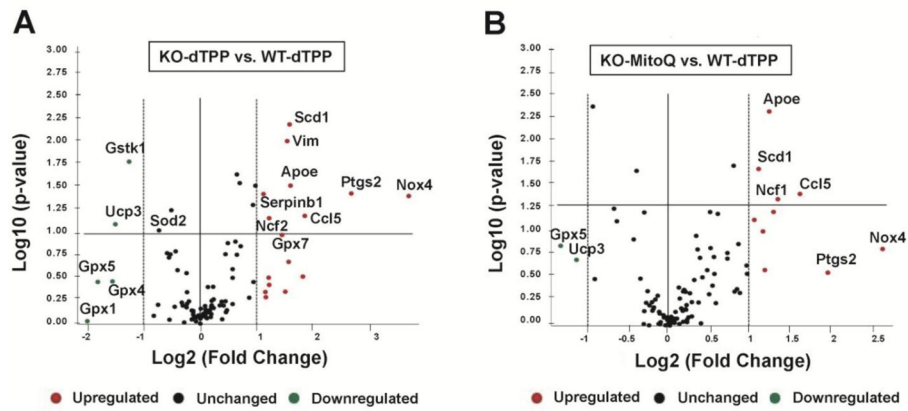 A
KO-dTPP vs. WT-dTPP
Log10 (p-value)
3.00
2.75
2.50
2.25
2.00
1.75
1.50
1.25
1.00
0.75
0.50
0.25
0.00
Scd1
Vim
Gstk1
Apoe
Ptgs2
Nox4
Serpinb1
Ucp3
Sod2
Ccl5
Ncf2
Gpx7
Gpx5
Gpx4
Gpx1
-2
-1
0
1
2
3
Log2 (Fold Change)
Upregulated
Unchanged
Downregulated
B
KO-MitoQ vs. WT-dTPP
Log10 (p-value)
3.00
2.75
2.50
2.25
2.00
1.75
1.50
1.25
1.00
0.75
0.50
0.25
0.00
Apoe
Scd1
Ncf1
Ccl5
Gpx5
Ucp3
Nox4
Ptgs2
-1
-0.5
0
0.5
1
1.5
2
2.5
Log2 (Fold Change)
Upregulated
Unchanged
Downregulated